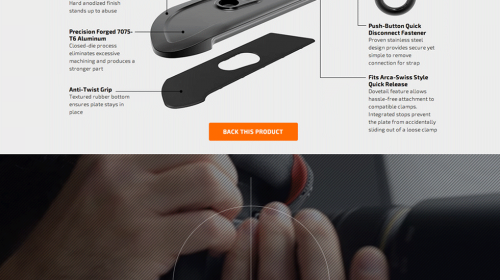 Hard anodized finish
stands up to abuse
Precision Forged 7075-
T6 Aluminum
Closed-die process
eliminates excessive
machining and produces a
stronger part
Anti-Twist Grip
Textured rubber bottom
ensures plate stays in
place
Push-Button Quick
Disconnect Fastener
Proven stainless steel
design provides secure yet
simple to remove
connection for strap
Fits Arca-Swiss Style
Quick Release
Dovetail feature allows
hassle-free attachment to
compatible clamps.
Integrated stops prevent
the plate from accidentally
sliding out of a loose clamp
BACK THIS PRODUCT